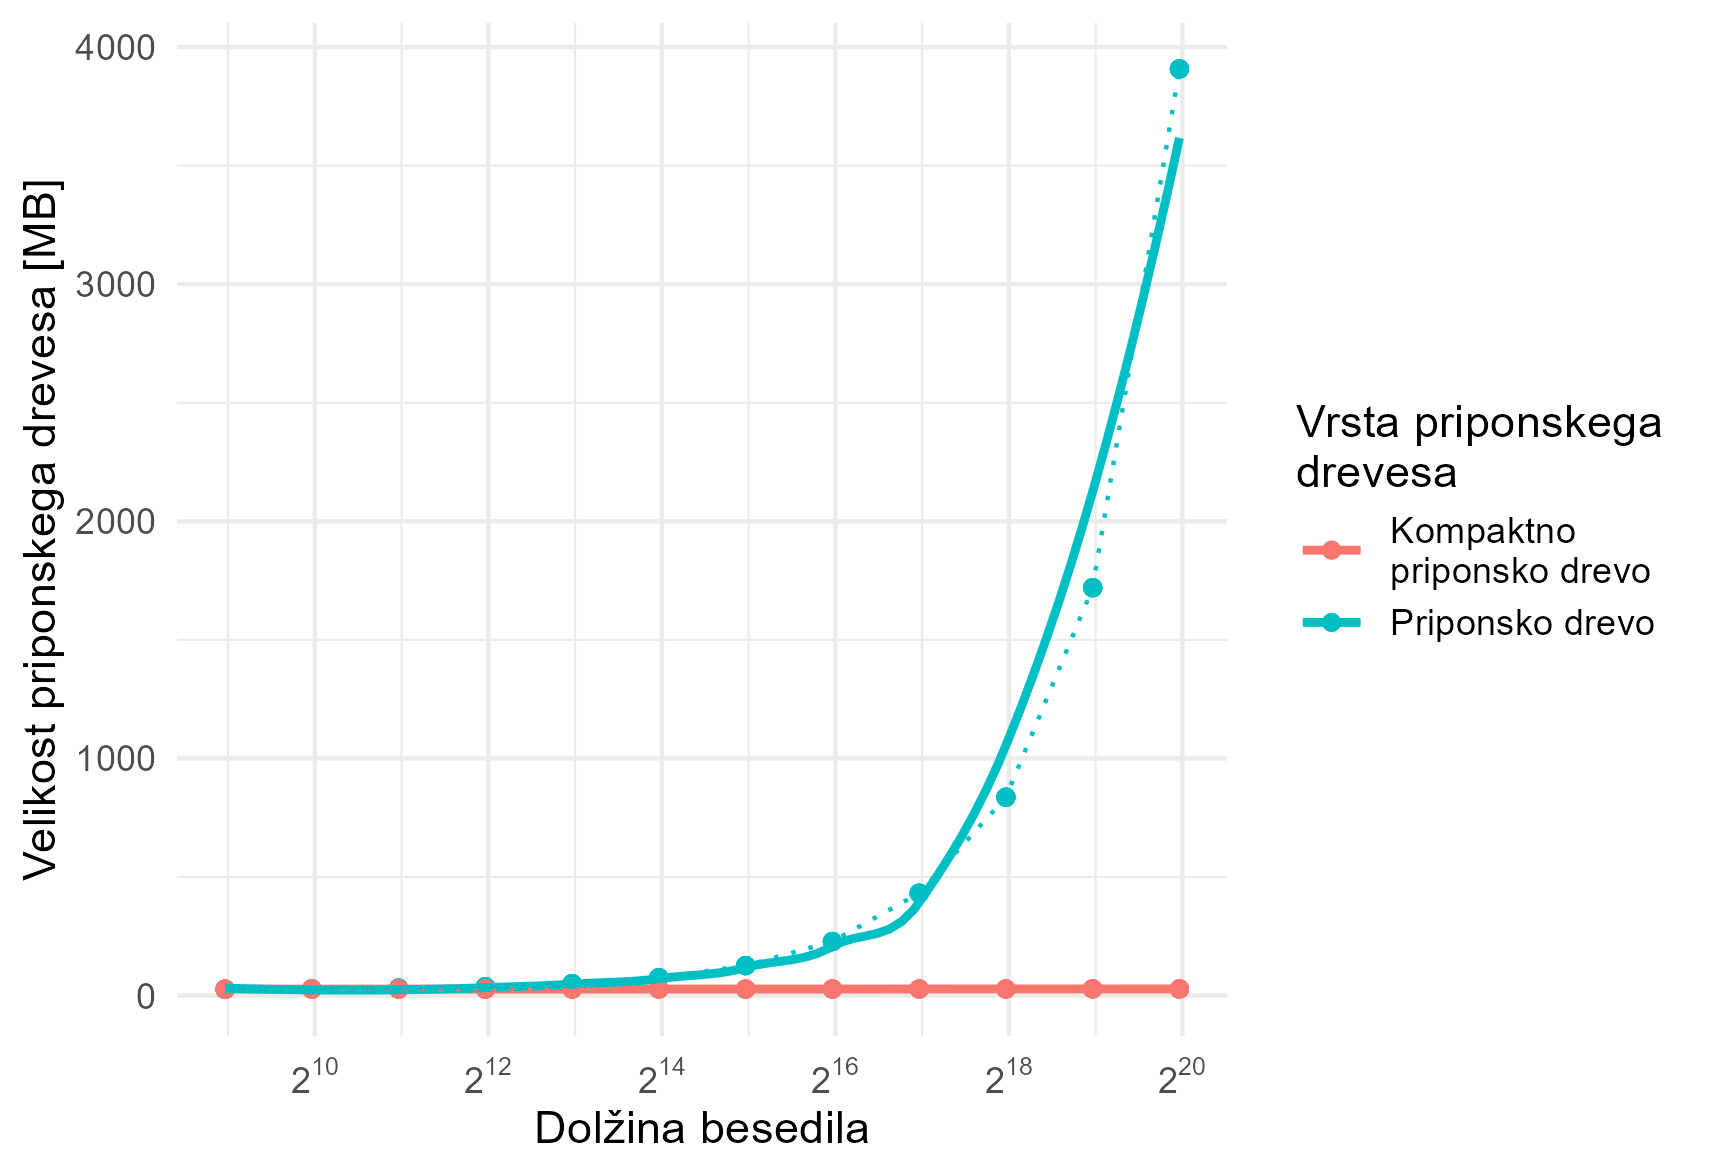 Velikost priponskega drevesa [MB]
4000
3000
2000
1000
0
2^10
2^12
2^14
2^16
2^18
2^20
Dolžina besedila
Vrsta priponskega
drevesa
Kompaktno
priponsko drevo
Priponsko drevo